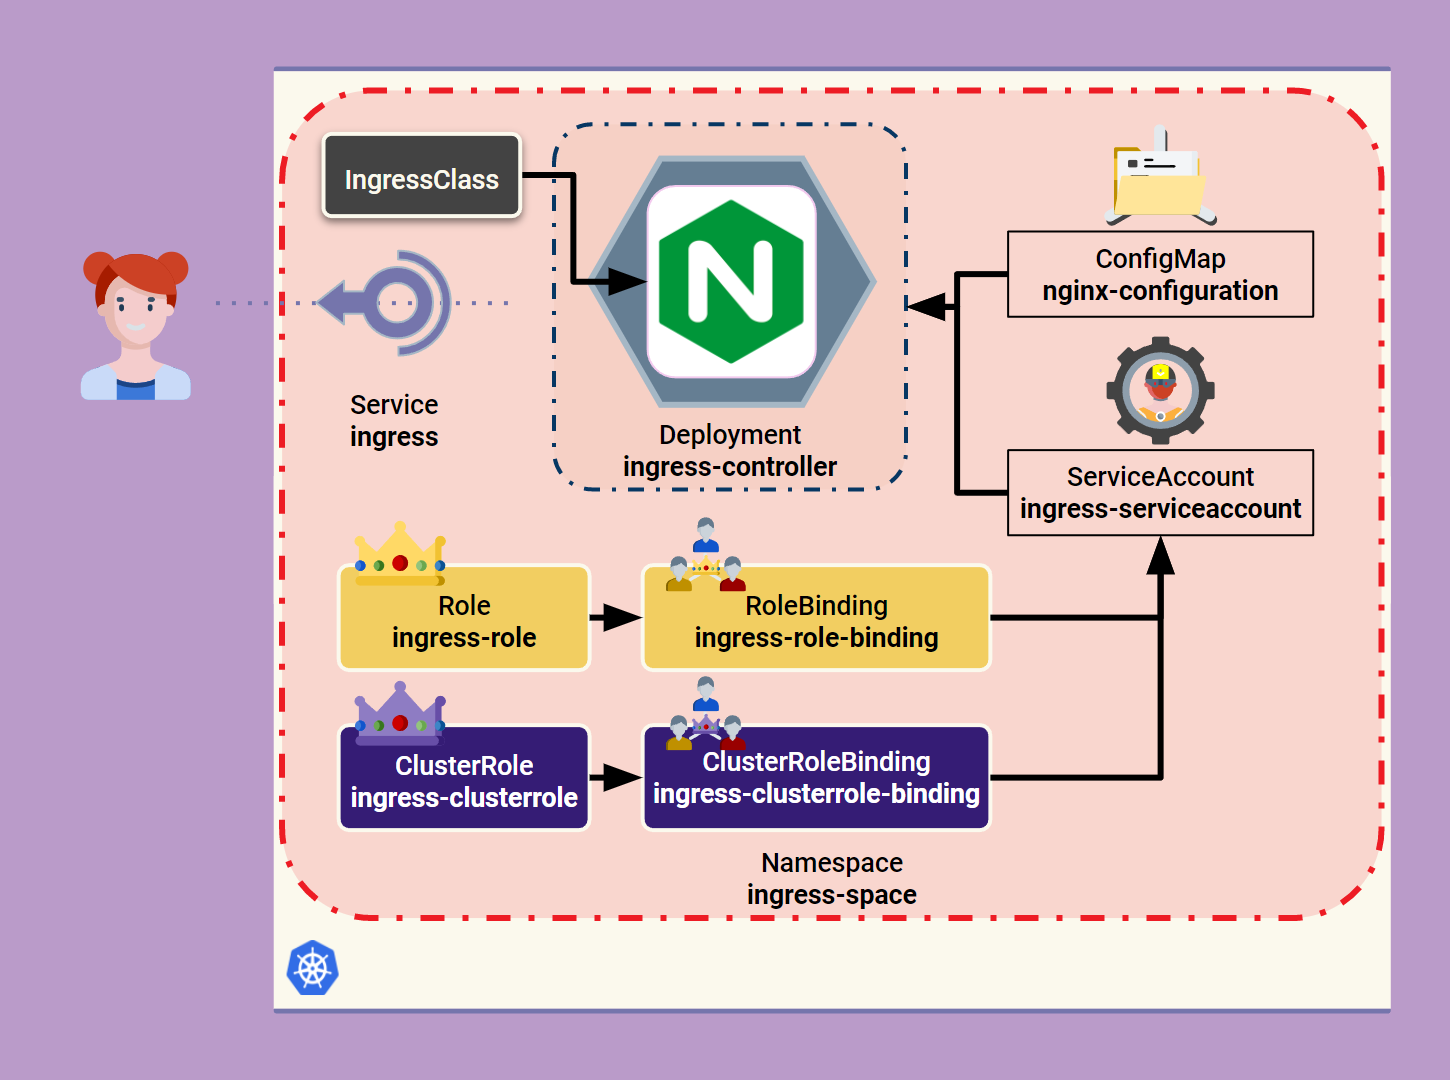 IngressClass
N
ConfigMap
nginx-configuration
Service
ingress
Deployment
ingress-controller
ServiceAccount
ingress-serviceaccount
Role
ingress-role
RoleBinding
ingress-role-binding
ClusterRole
ingress-clusterrole
ClusterRoleBinding
ingress-clusterrole-binding
Namespace
ingress-space